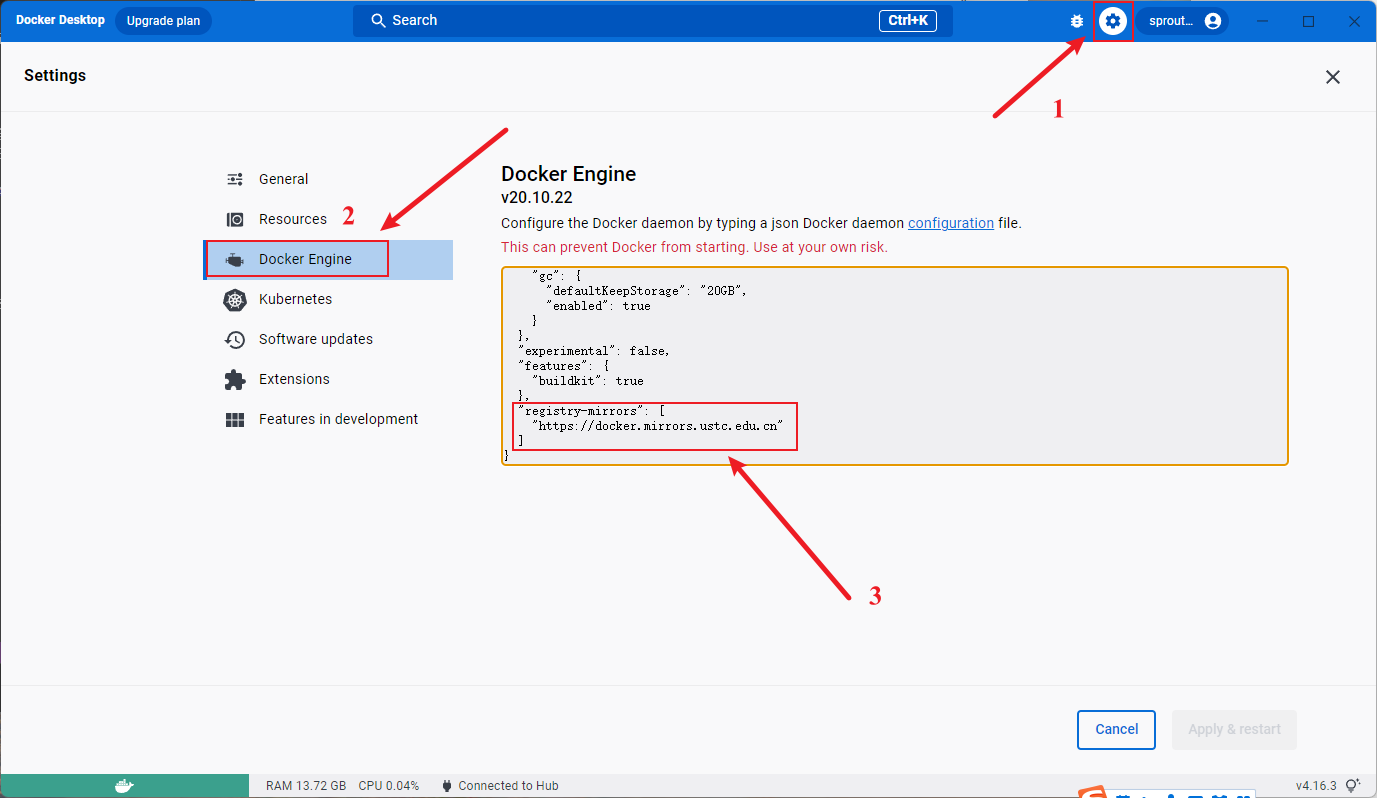 Docker Desktop Upgrade plan Search Ctrl+K sprout...
Settings
1
General
Resources 2
Docker Engine
Kubernetes
Software updates
Extensions
Features in development
Docker Engine
v20.10.22
Configure the Docker daemon by typing a json Docker daemon configuration file.
This can prevent Docker from starting. Use at your own risk.
"gc": {
"defaultKeepStorage": "20GB",
"enabled": true
}
},
"experimental": false,
"features": {
"buildkit": true
},
"registry-mirrors": [
"https://docker.mirrors.ustc.edu.cn"
]
}
3
Cancel Apply & restart
RAM 13.72 GB CPU 0.04% Connected to Hub v4.16.3